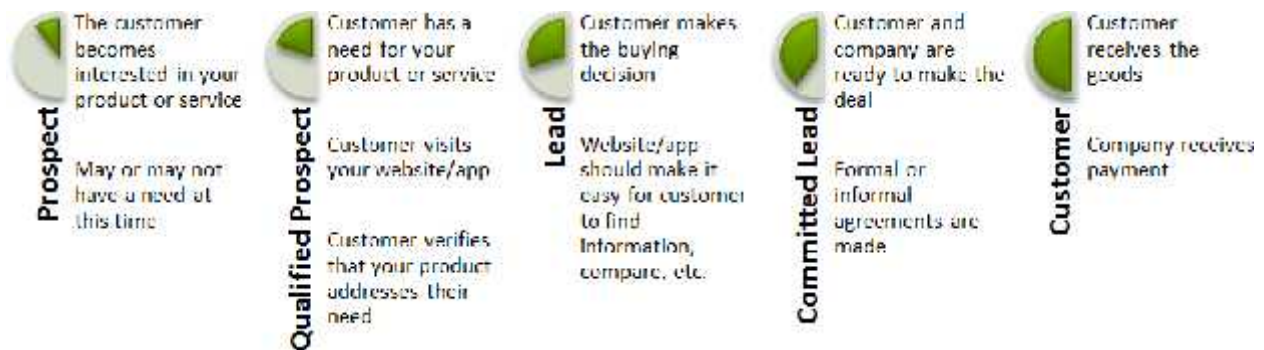 Prospect
The customer
becomes
interested in your
product or service
May or may not
have a need at
this time
Qualified Prospect
Customer has a
need for your
product or service
Customer visits
your website/app
Customer verifies
that your product
addresses their
need
Lead
Customer makes
the buying
decision
Website/app
should make it
easy for customer
to find
information,
compare, etc.
Committed Lead
Customer and
company are
ready to make the
deal
Formal or
informal
agreements are
made
Customer
Customer
receives the
goods
Company receives
payment